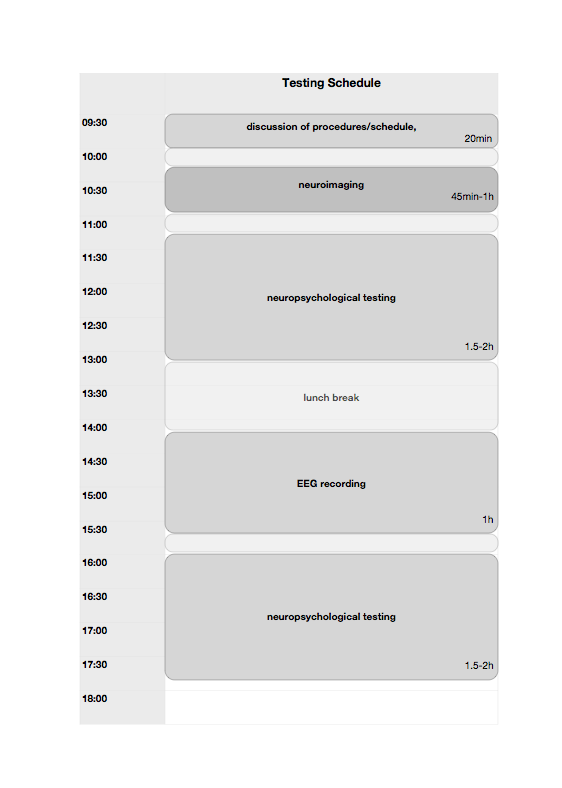 Testing Schedule
09:30
discussion of procedures/schedule,
20min
10:00
neuroimaging
10:30
45min-1h
11:00
11:30
12:00
neuropsychological testing
12:30
1.5-2h
13:00
13:30
lunch break
14:00
14:30
EEG recording
15:00
1h
15:30
16:00
16:30
neuropsychological testing
17:00
17:30
1.5-2h
18:00